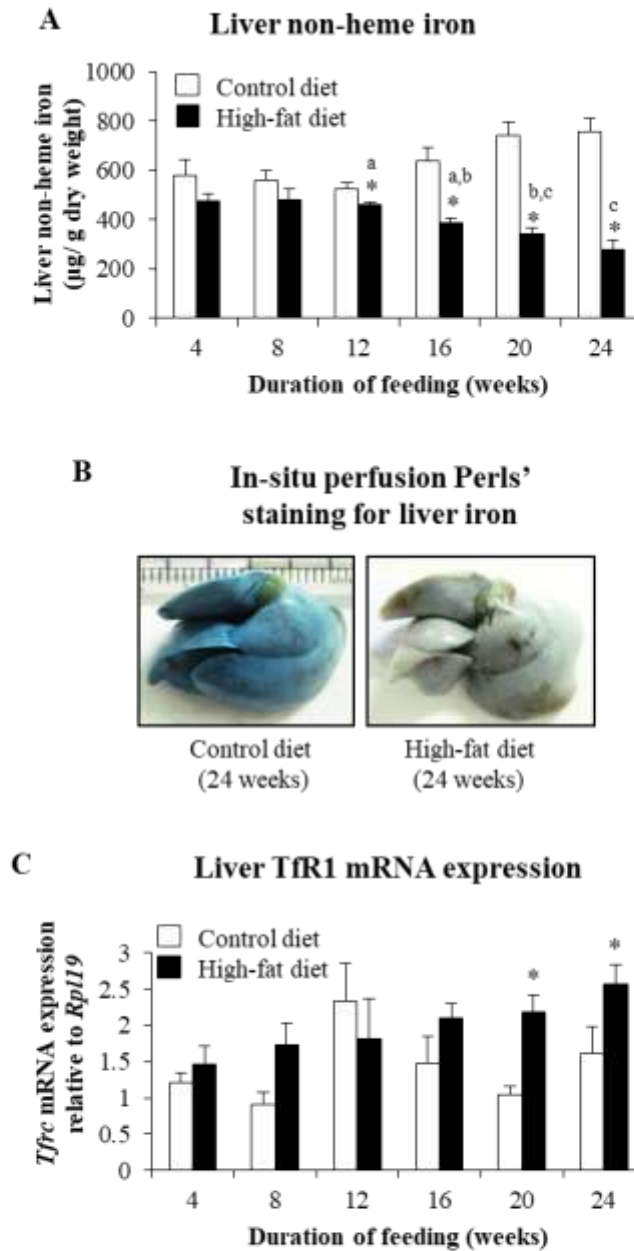 A
Liver non-heme iron
Liver non-heme iron
(µg/ g dry weight)
1000
800
600
400
200
0
Control diet
High-fat diet
a
*
a,b
*
b,c
*
c
*
4 8 12 16 20 24
Duration of feeding (weeks)
B
In-situ perfusion Perls'
staining for liver iron
Control diet
(24 weeks)
High-fat diet
(24 weeks)
C
Liver TfR1 mRNA expression
Tfrc mRNA expression
relative to Rpl19
3
2.5
2
1.5
1
0.5
0
Control diet
High-fat diet
*
*
4 8 12 16 20 24
Duration of feeding (weeks)